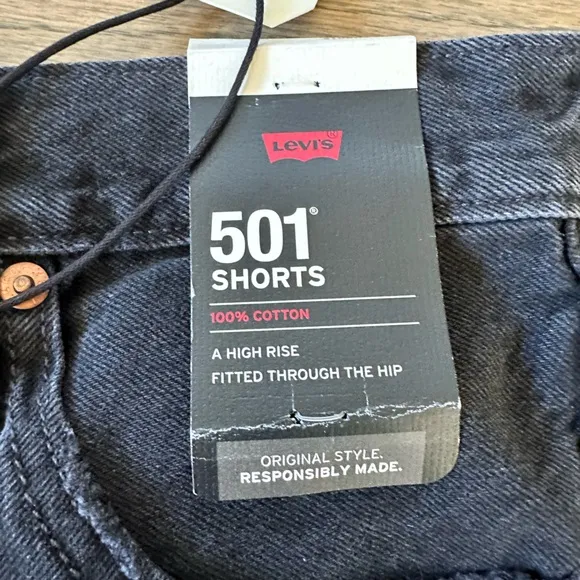 Levi's
501®
SHORTS
100% COTTON
A HIGH RISE
FITTED THROUGH THE HIP
ORIGINAL STYLE.
RESPONSIBLY MADE.